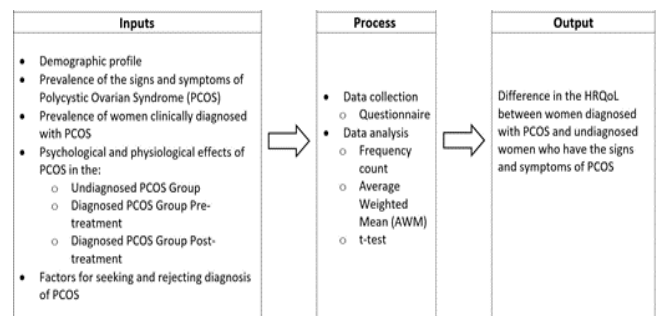 Inputs
• Demographic profile
• Prevalence of the signs and symptoms of
Polycystic Ovarian Syndrome (PCOS)
• Prevalence of women clinically diagnosed
with PCOS
• Psychological and physiological effects of
PCOS in the:
o Undiagnosed PCOS Group
o Diagnosed PCOS Group Pre-
treatment
o Diagnosed PCOS Group Post-
treatment
• Factors for seeking and rejecting diagnosis
of PCOS
Process
• Data collection
o Questionnaire
• Data analysis
o Frequency
count
o Average
Weighted
Mean (AWM)
o t-test
Output
Difference in the HRQoL
between women diagnosed
with PCOS and undiagnosed
women who have the signs
and symptoms of PCOS